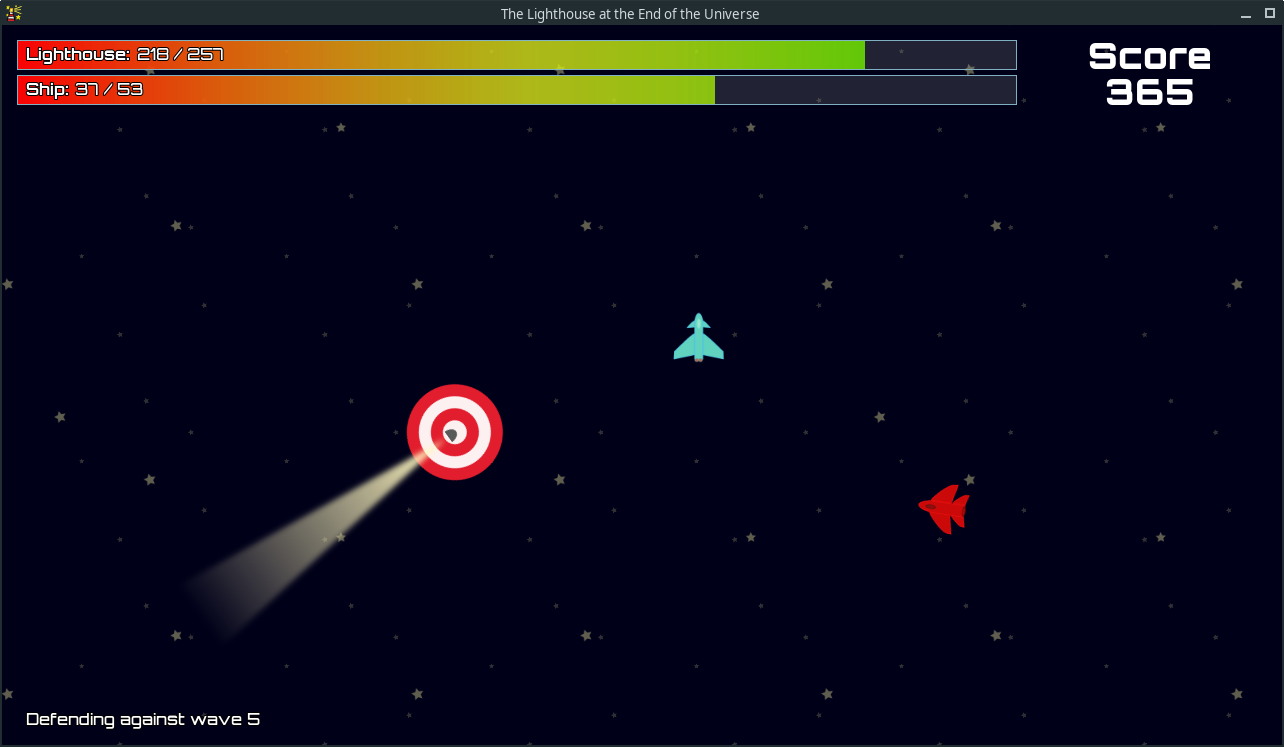 The Lighthouse at the End of the Universe
Lighthouse: 218 / 257
Ship: 37 / 53
Score
365
Defending against wave 5